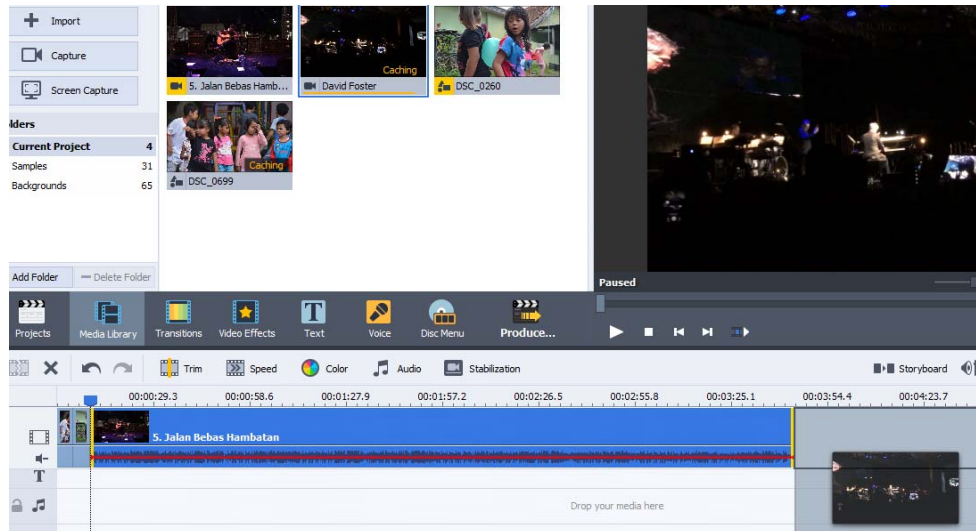 Import
Capture
Screen Capture
lders
Current Project 4
Samples 31
Backgrounds 65
Add Folder
Delete Folder
5. Jalan Bebas Hamb...
Caching
David Foster
DSC_0260
Caching
DSC_0699
Paused
Projects
Media Library
Transitions
Video Effects
T
Text
Voice
Disc Menu
Produce...
Trim
Speed
Color
Audio
Stabilization
Storyboard
00:00:29.3 00:00:58.6 00:01:27.9 00:01:57.2 00:02:26.5 00:02:55.8 00:03:25.1 00:03:54.4 00:04:23.7
5. Jalan Bebas Hambatan
T
Drop your media here